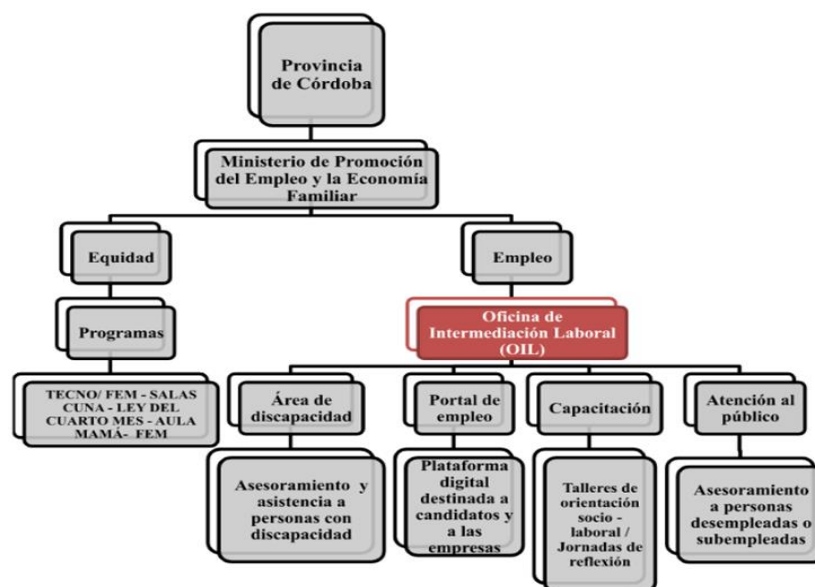 Provincia
de Córdoba
Ministerio de Promoción
del Empleo y la Economía
Familiar
Equidad
Empleo
Programas
Oficina de
Intermediación Laboral
(OIL)
TECNO/ FEM - SALAS
CUNA - LEY DEL
CUARTO MES - AULA
MAMÁ- FEM
Área de
discapacidad
Portal de
empleo
Capacitación
Atención al
público
Asesoramiento y
asistencia a
personas con
discapacidad
Plataforma
digital
destinada a
candidatos y
a las
empresas
Talleres de
orientación
socio -
laboral /
Jornadas de
reflexión
Asesoramiento
a personas
desempleadas o
subempleadas